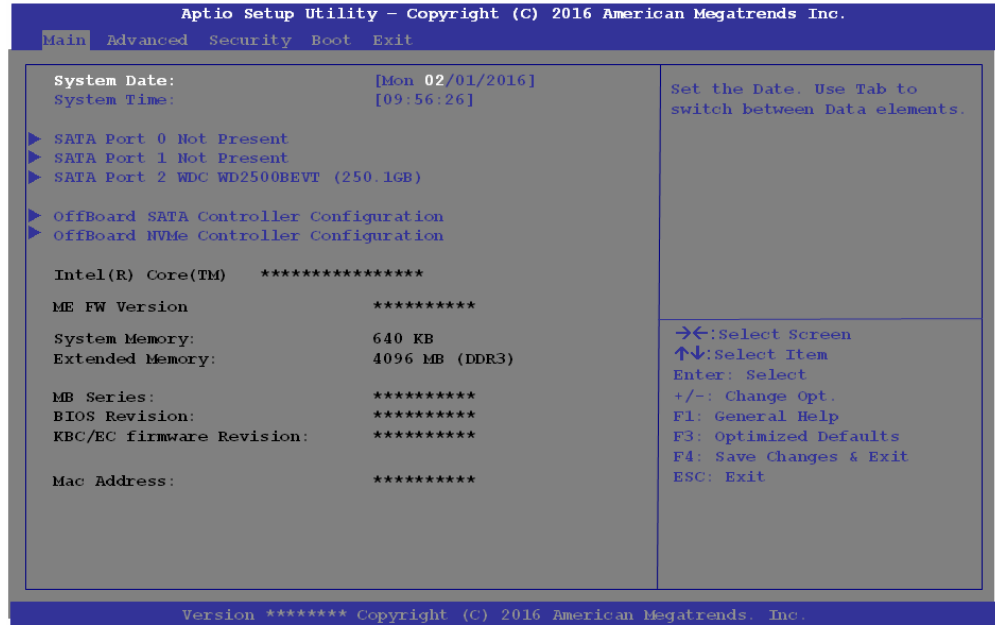 Aptio Setup Utility – Copyright (C) 2016 American Megatrends Inc.
Main Advanced Security Boot Exit
System Date: [Mon 02/01/2016]
System Time: [09:56:26]
Set the Date. Use Tab to
switch between Data elements.
▶ SATA Port 0 Not Present
▶ SATA Port 1 Not Present
▶ SATA Port 2 WDC WD2500BEVT (250.1GB)
▶ OffBoard SATA Controller Configuration
▶ OffBoard NVMe Controller Configuration
Intel(R) Core(TM) ****************
ME FW Version **********
System Memory: 640 KB
Extended Memory: 4096 MB (DDR3)
MB Series: **********
BIOS Revision: **********
KBC/EC firmware Revision: **********
Mac Address: **********
→←:Select Screen
↑↓:Select Item
Enter: Select
+/-: Change Opt.
F1: General Help
F3: Optimized Defaults
F4: Save Changes & Exit
ESC: Exit
Version ******** Copyright (C) 2016 American Megatrends. Inc.